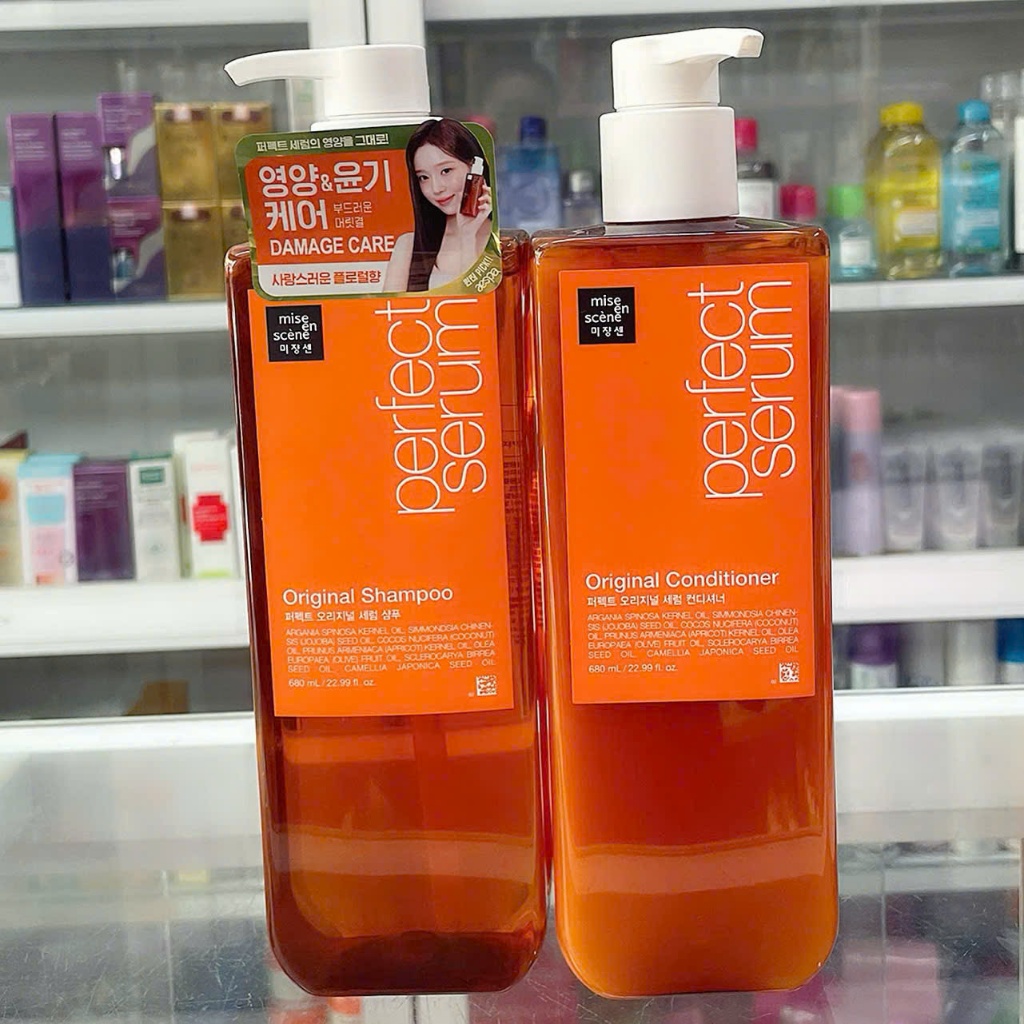 퍼펙트 세럼의 영양을 그대로!
영양&윤기
케어 부드러운
머릿결
DAMAGE CARE
사랑스러운 플로럴향
aespa
mise
en
scène
미쟝센
perfect
serum
Original Shampoo
퍼펙트 오리지널 세럼 샴푸
ARGANIA SPINOSA KERNEL OIL, SIMMONDSIA CHINEN-
SIS (JOJOBA) SEED OIL, COCOS NUCIFERA (COCONUT)
OIL, PRUNUS ARMENIACA (APRICOT) KERNEL OIL, OLEA
EUROPAEA (OLIVE) FRUIT OIL, SCLEROCARYA BIRREA
SEED OIL, CAMELLIA JAPONICA SEED OIL
680 mL / 22.99 fl. oz.
mise
en
scène
미쟝센
perfect
serum
Original Conditioner
퍼펙트 오리지널 세럼 컨디셔너
ARGANIA SPINOSA KERNEL OIL, SIMMONDSIA CHINEN-
SIS (JOJOBA) SEED OIL, COCOS NUCIFERA (COCONUT)
OIL, PRUNUS ARMENIACA (APRICOT) KERNEL OIL, OLEA
EUROPAEA (OLIVE) FRUIT OIL, SCLEROCARYA BIRREA
SEED OIL, CAMELLIA JAPONICA SEED OIL
680 mL / 22.99 fl. oz.